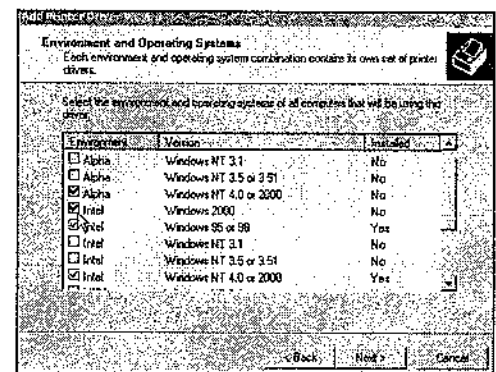 Add Printer Driver Wizard
Environment and Operating Systems
Each environment and operating system combination contains its own set of printer
drivers.
Select the environment and operating systems of all computers that will be using this
driver:
Environment Version Installed
Alpha Windows NT 3.1 No
Alpha Windows NT 3.5 or 3.51 No
Alpha Windows NT 4.0 or 2000 No
Intel Windows 2000 No
Intel Windows 95 or 98 Yes
Intel Windows NT 3.1 No
Intel Windows NT 3.5 or 3.51 No
Intel Windows NT 4.0 or 2000 Yes
< Back Next > Cancel